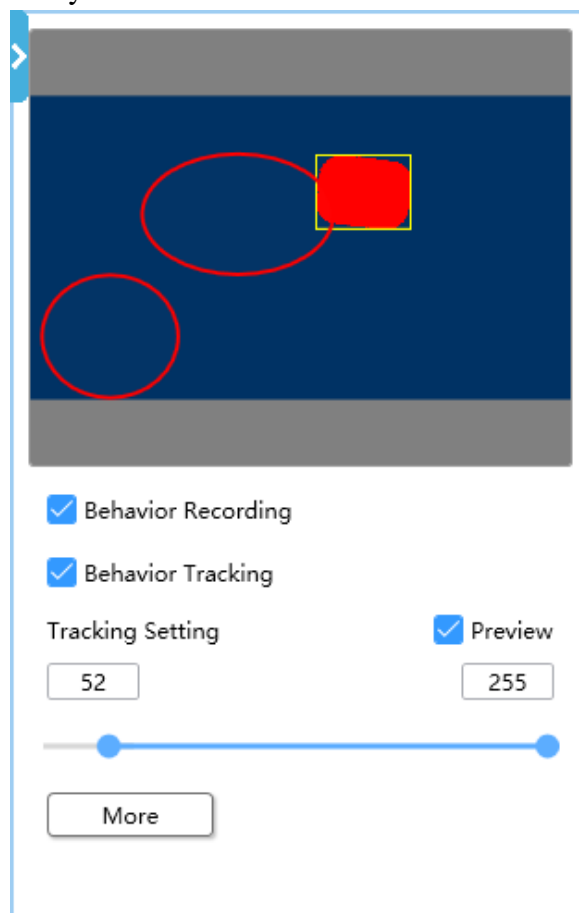 Behavior Recording
Behavior Tracking
Tracking Setting
Preview
52
255
More